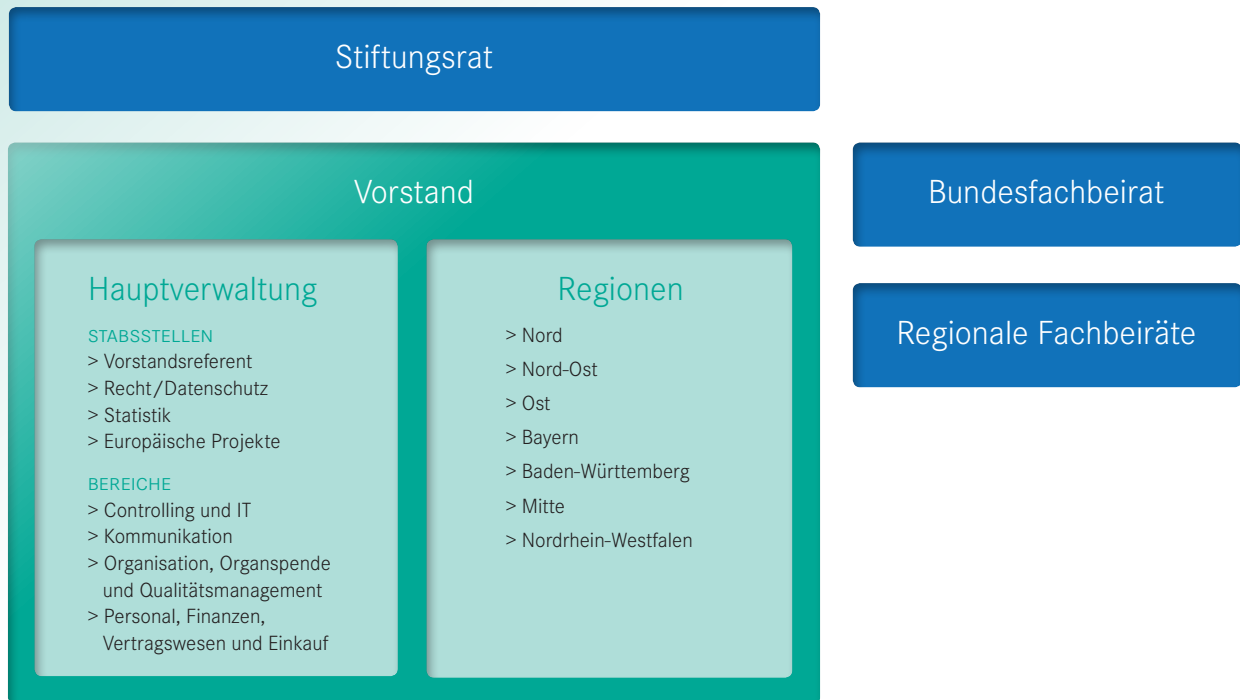 Stiftungsrat
Vorstand
Hauptverwaltung
STABSSTELLEN
> Vorstandsreferent
> Recht/Datenschutz
> Statistik
> Europäische Projekte
BEREICHE
> Controlling und IT
> Kommunikation
> Organisation, Organspende
und Qualitätsmanagement
> Personal, Finanzen,
Vertragswesen und Einkauf
Regionen
> Nord
> Nord-Ost
> Ost
> Bayern
> Baden-Württemberg
> Mitte
> Nordrhein-Westfalen
Bundesfachbeirat
Regionale Fachbeiräte